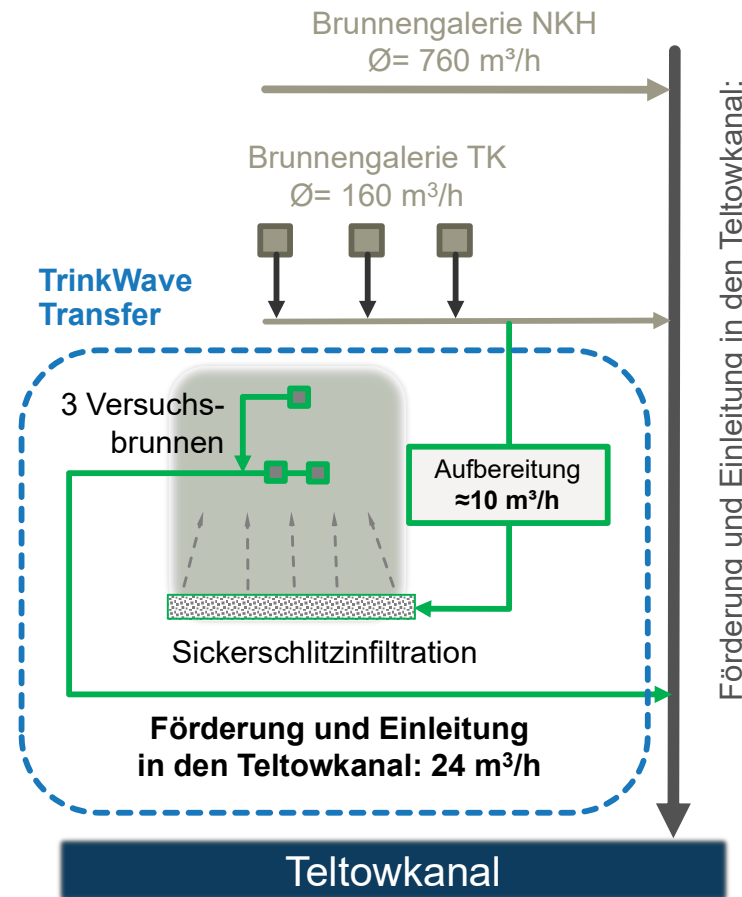 Brunnengalerie NKH
Ø= 760 m³/h
Brunnengalerie TK
Ø= 160 m³/h
TrinkWave
Transfer
3 Versuchs-
brunnen
Aufbereitung
≈10 m³/h
Sickerschlitzinfiltration
Förderung und Einleitung
in den Teltowkanal: 24 m³/h
Förderung und Einleitung in den Teltowkanal:
Teltowkanal